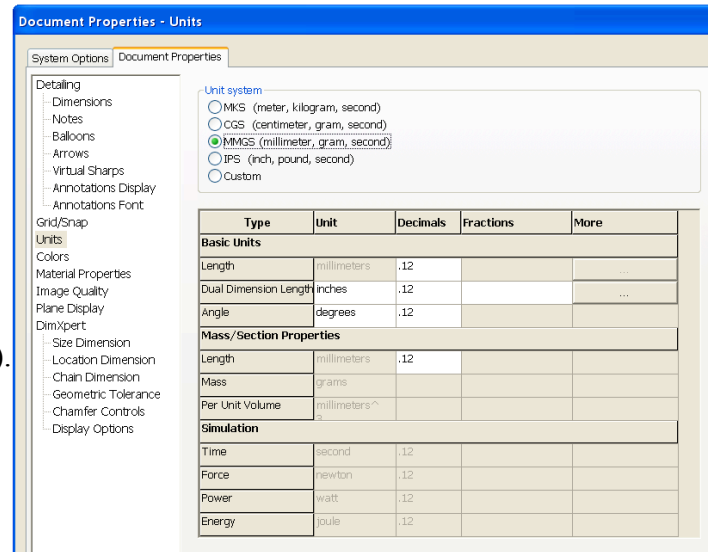 Document Properties - Units
System Options Document Properties
Detailing
Dimensions
Notes
Balloons
Arrows
Virtual Sharps
Annotations Display
Annotations Font
Grid/Snap
Units
Colors
Material Properties
Image Quality
Plane Display
DimXpert
Size Dimension
Location Dimension
Chain Dimension
Geometric Tolerance
Chamfer Controls
Display Options
).
Unit system
MKS (meter, kilogram, second)
CGS (centimeter, gram, second)
MMGS (millimeter, gram, second)
IPS (inch, pound, second)
Custom
Type Unit Decimals Fractions More
Basic Units
Length millimeters .12 ...
Dual Dimension Length inches .12 ...
Angle degrees .12
Mass/Section Properties
Length millimeters .12
Mass grams
Per Unit Volume millimeters^
3
Simulation
Time second .12
Force newton .12
Power watt .12
Energy joule .12